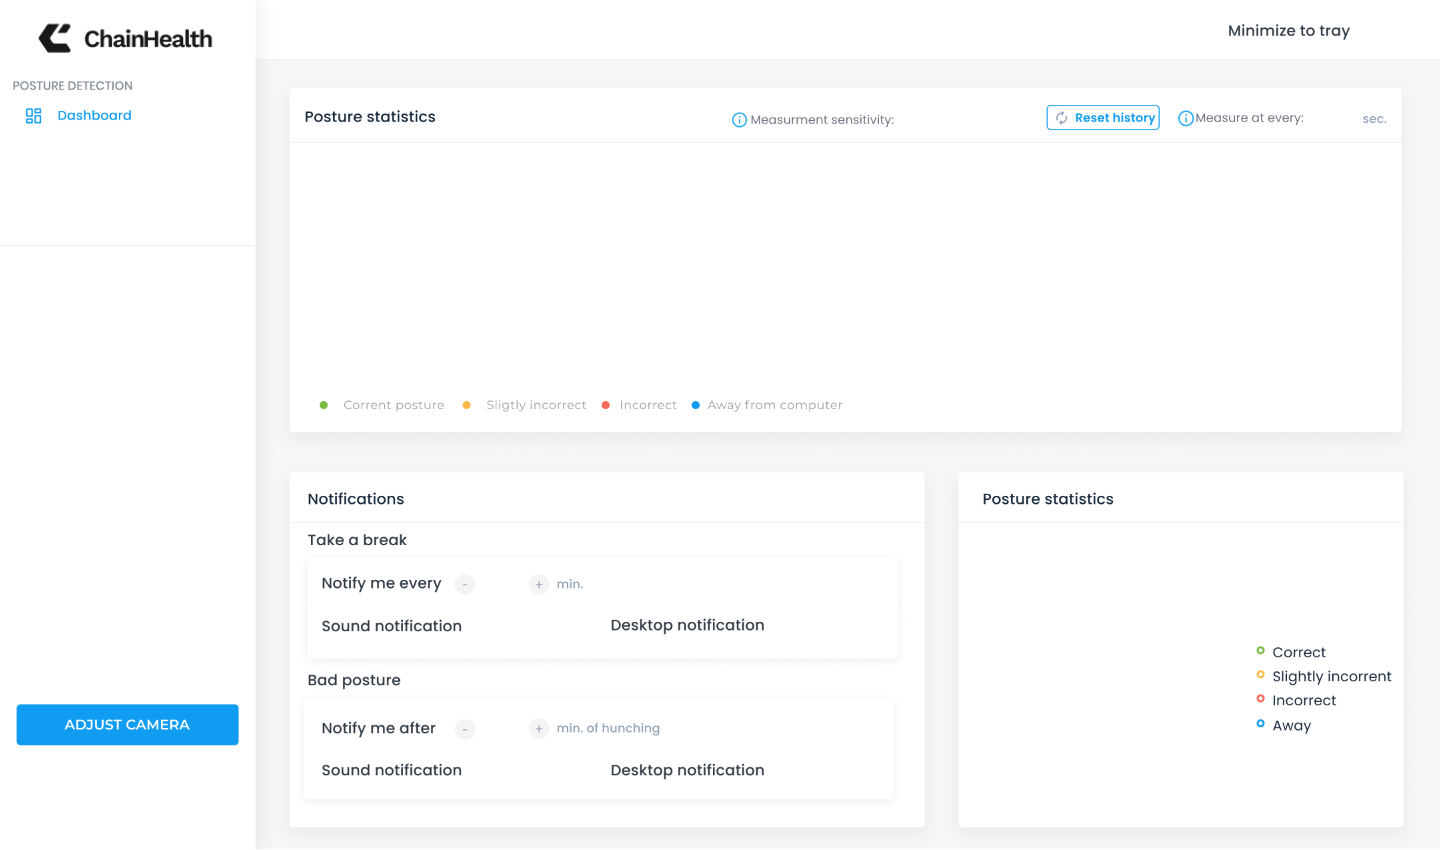 ChainHealth
Minimize to tray
POSTURE DETECTION
Dashboard
Posture statistics
Measurment sensitivity:
Reset history
Measure at every:
sec.
Corrent posture
Sligtly incorrect
Incorrect
Away from computer
Notifications
Take a break
Notify me every - + min.
Sound notification
Desktop notification
Bad posture
Notify me after - + min. of hunching
Sound notification
Desktop notification
Posture statistics
Correct
Slightly incorrent
Incorrect
Away
ADJUST CAMERA